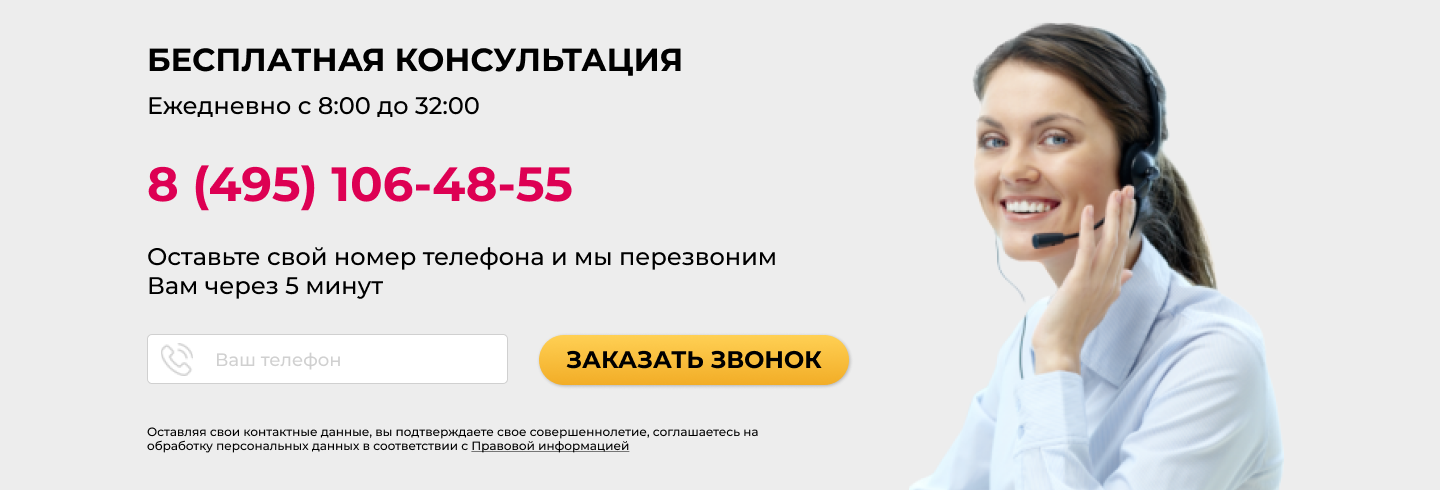 БЕСПЛАТНАЯ КОНСУЛЬТАЦИЯ
Ежедневно с 8:00 до 32:00
8 (495) 106-48-55
Оставьте свой номер телефона и мы перезвоним
Вам через 5 минут
Ваш телефон
ЗАКАЗАТЬ ЗВОНОК
Оставляя свои контактные данные, вы подтверждаете свое совершеннолетие, соглашаетесь на
обработку персональных данных в соответствии с Правовой информацией